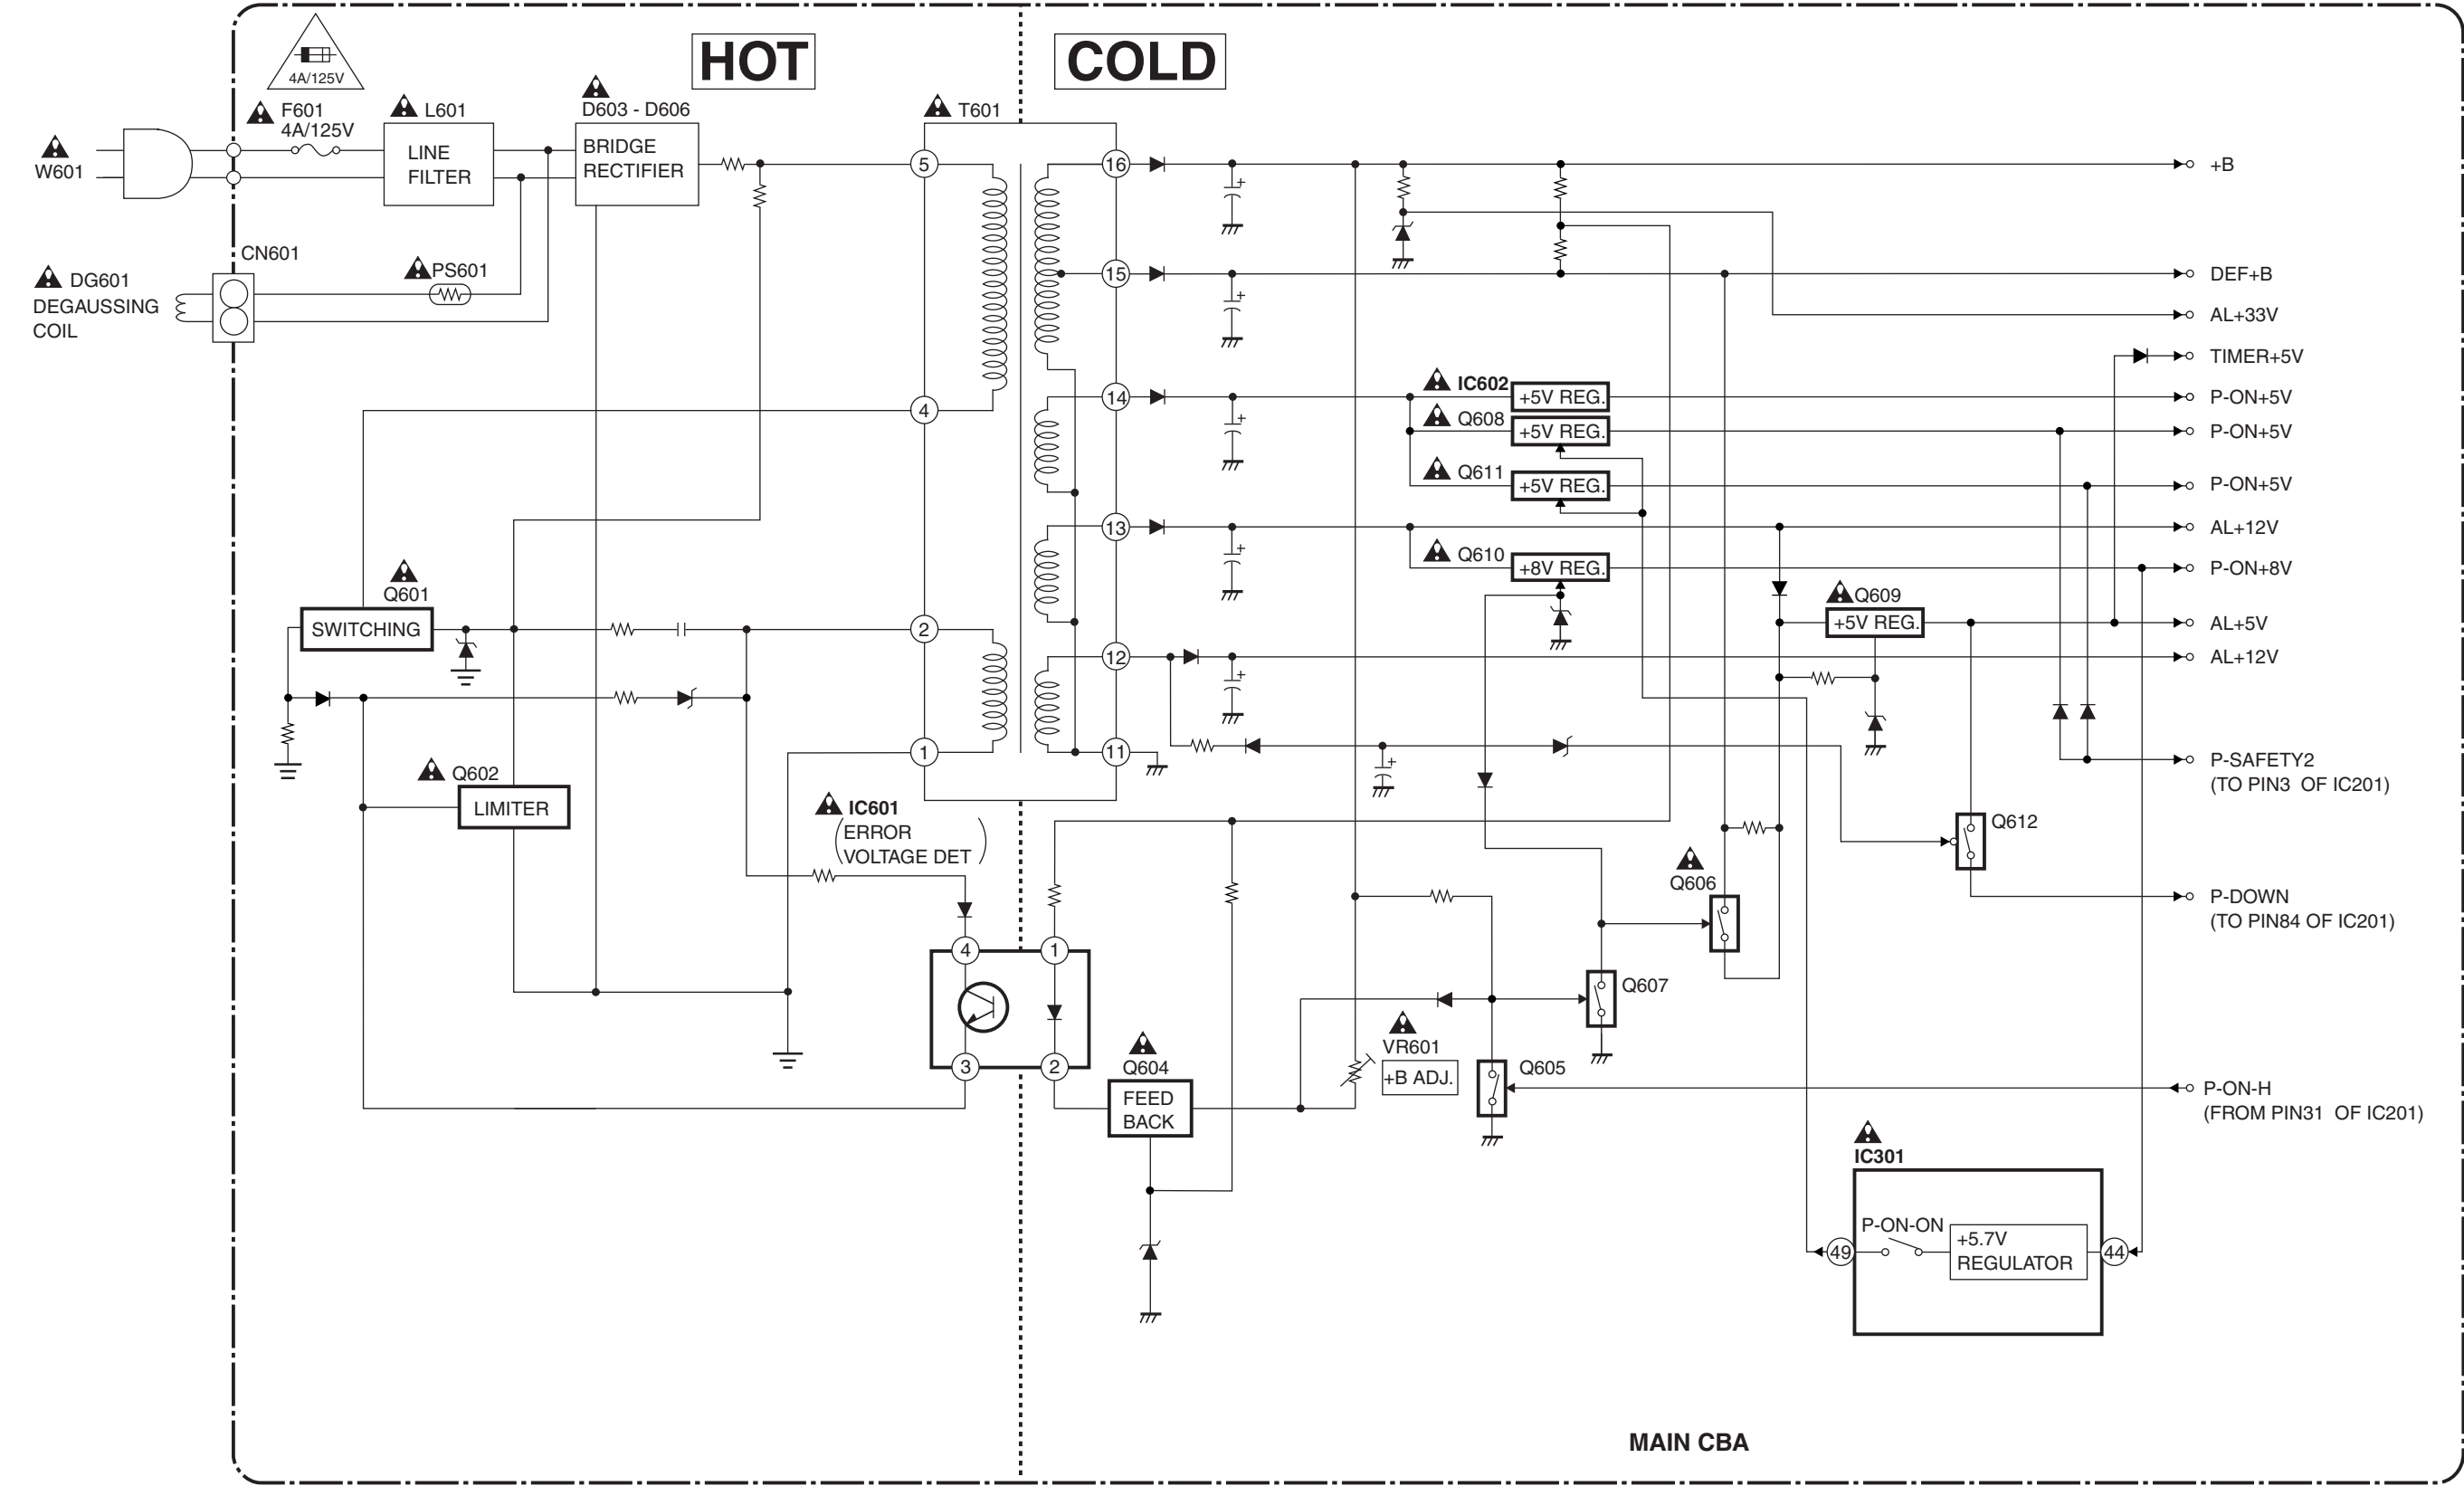 HOT
COLD
4A/125V
F601
4A/125V
L601
LINE
FILTER
D603 - D606
BRIDGE
RECTIFIER
T601
W601
CN601
PS601
DG601
DEGAUSSING
COIL
5
4
2
1
16
15
14
13
12
11
+B
DEF+B
AL+33V
TIMER+5V
IC602
+5V REG.
P-ON+5V
Q608
+5V REG.
P-ON+5V
Q611
+5V REG.
P-ON+5V
AL+12V
Q610
+8V REG.
P-ON+8V
Q609
+5V REG.
AL+5V
AL+12V
Q601
SWITCHING
Q602
LIMITER
IC601
ERROR
VOLTAGE DET
P-SAFETY2
(TO PIN3 OF IC201)
Q612
Q606
P-DOWN
(TO PIN84 OF IC201)
4
1
3
2
Q607
VR601
+B ADJ.
Q604
FEED
BACK
Q605
P-ON-H
(FROM PIN31 OF IC201)
IC301
P-ON-ON
+5.7V
REGULATOR
49
44
MAIN CBA